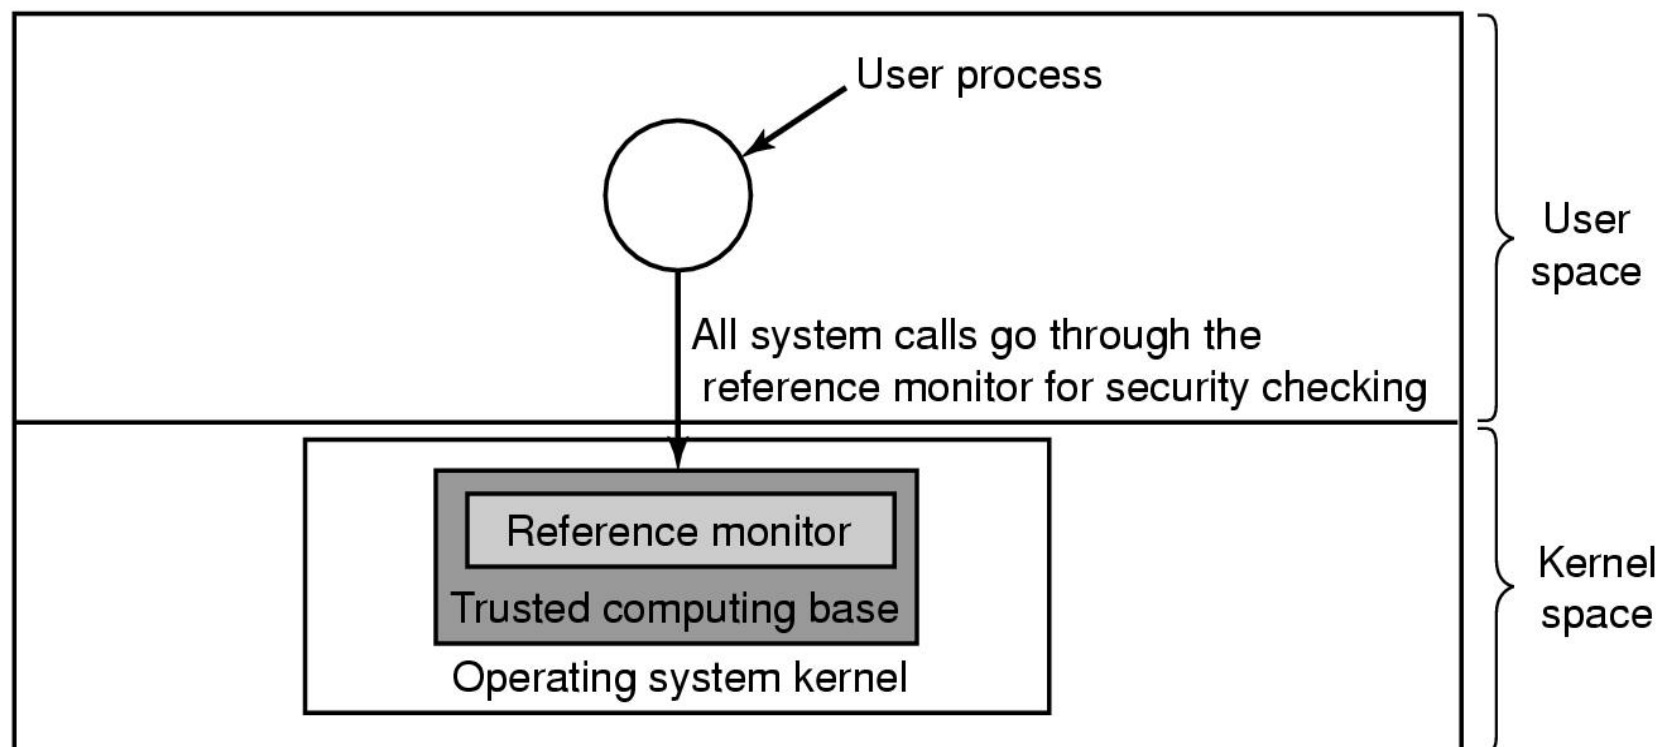 User process
User
space
All system calls go through the
reference monitor for security checking
Reference monitor
Trusted computing base
Operating system kernel
Kernel
space